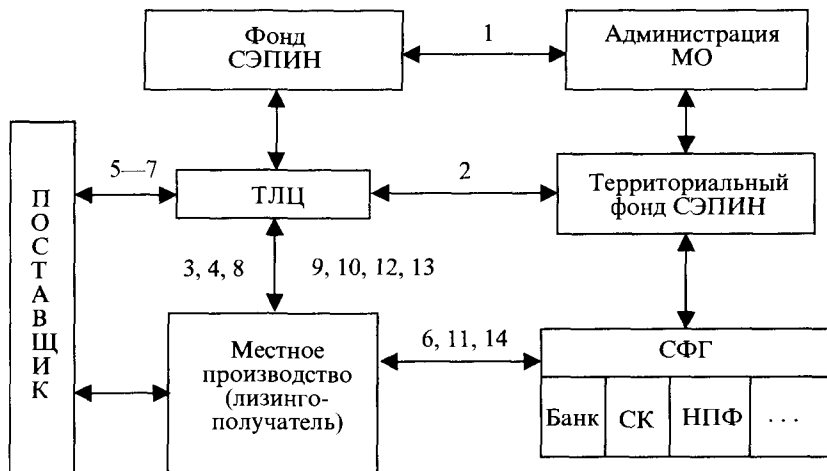 Фонд
СЭПИН
1
Администрация
МО
ПОСТАВЩИК
5—7
ТЛЦ
2
Территориальный
фонд СЭПИН
3, 4, 8
9, 10, 12, 13
Местное
производство
(лизинго-
получатель)
6, 11, 14
СФГ
Банк
СК
НПФ
...